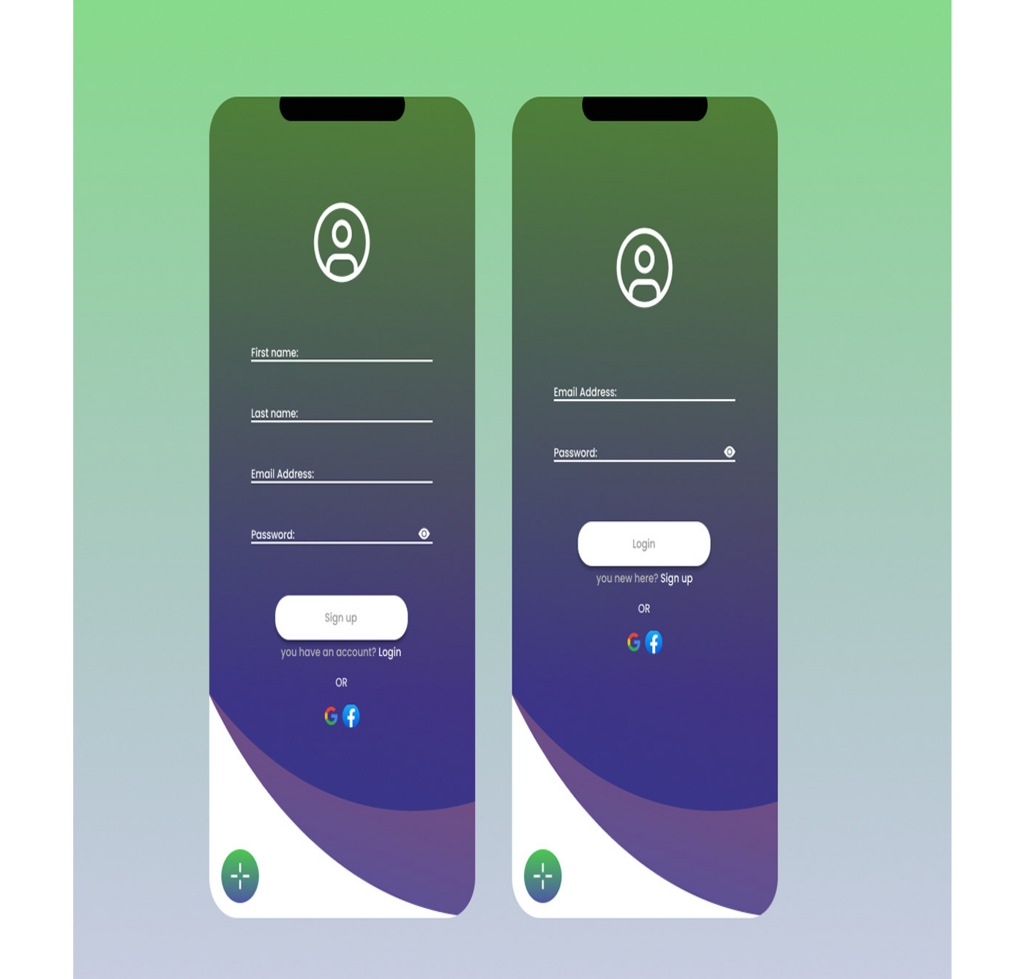 First name:
Last name:
Email Address:
Password:
Sign up
you have an account? Login
OR
Email Address:
Password:
Login
you new here? Sign up
OR